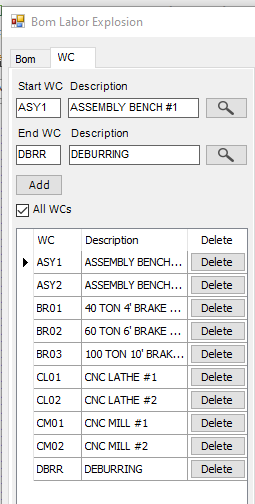 Bom Labor Explosion
Bom WC
Start WC Description
ASY1 ASSEMBLY BENCH #1
End WC Description
DBRR DEBURRING
Add
All WCs
WC Description Delete
ASY1 ASSEMBLY BENCH... Delete
ASY2 ASSEMBLY BENCH... Delete
BR01 40 TON 4' BRAKE ... Delete
BR02 60 TON 6' BRAKE ... Delete
BR03 100 TON 10' BRAK... Delete
CL01 CNC LATHE #1 Delete
CL02 CNC LATHE #2 Delete
CM01 CNC MILL #1 Delete
CM02 CNC MILL #2 Delete
DBRR DEBURRING Delete